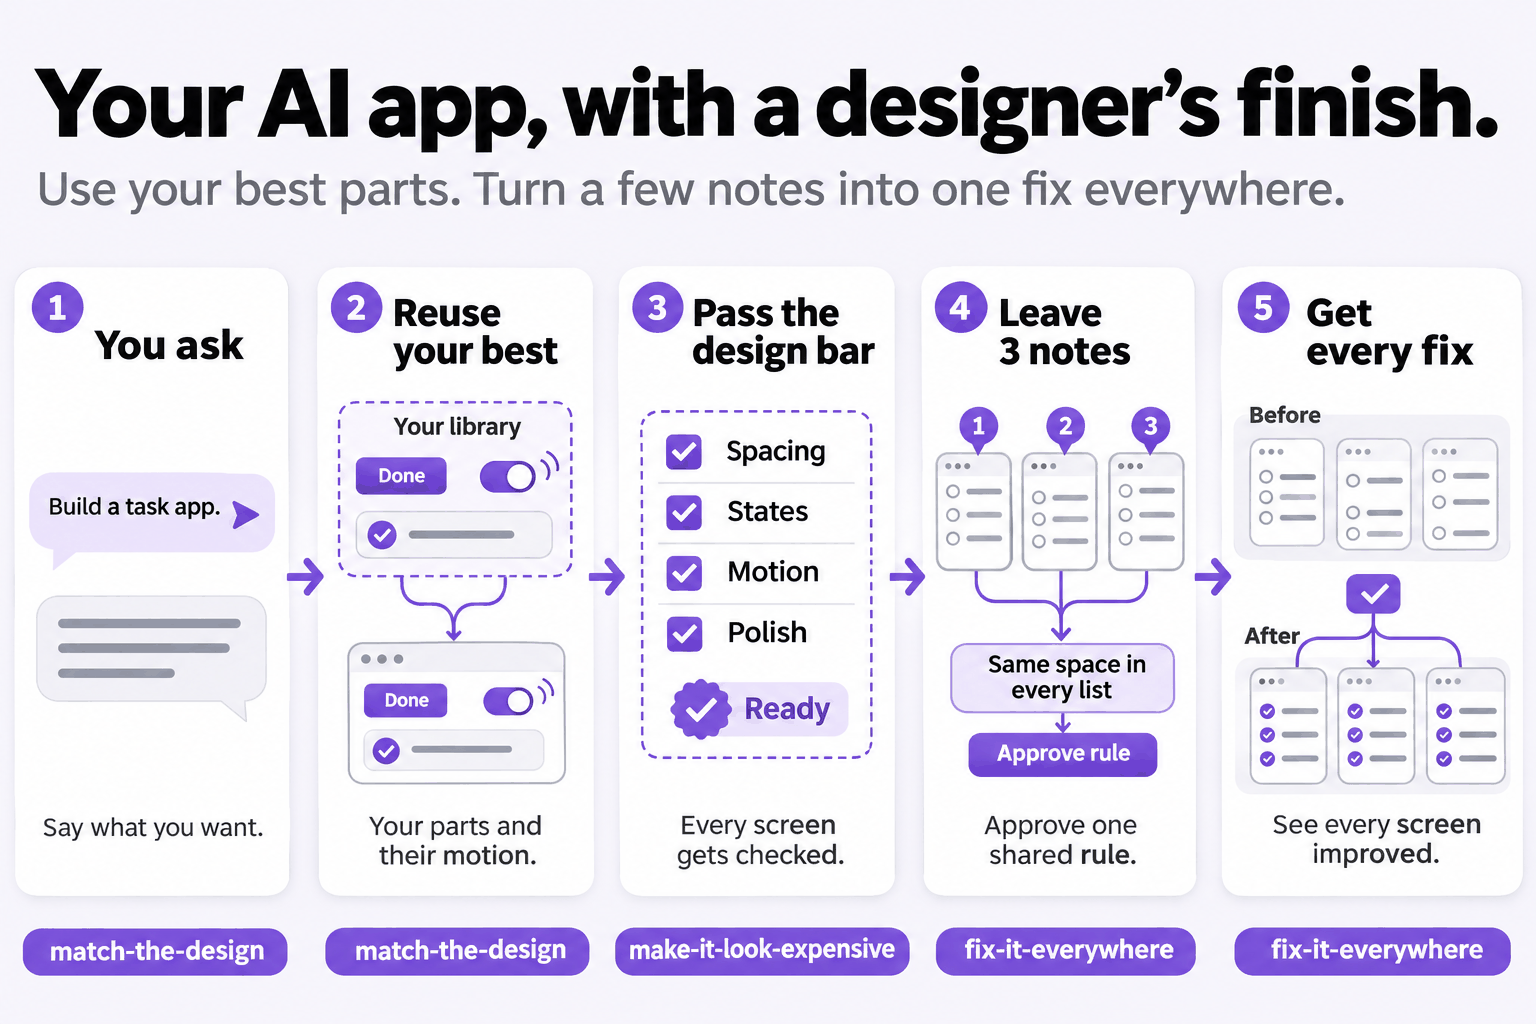 Your AI app, with a designer's finish.
Use your best parts. Turn a few notes into one fix everywhere.
1
You ask
Build a task app.
Say what you want.
match-the-design
2
Reuse
your best
Your library
Done
Done
Your parts and
their motion.
match-the-design
3
Pass the
design bar
Spacing
States
Motion
Polish
Ready
Every screen
gets checked.
make-it-look-expensive
4
Leave
3 notes
1
2
3
Same space in
every list
Approve rule
Approve one
shared rule.
fix-it-everywhere
5
Get
every fix
Before
After
See every screen
improved.
fix-it-everywhere